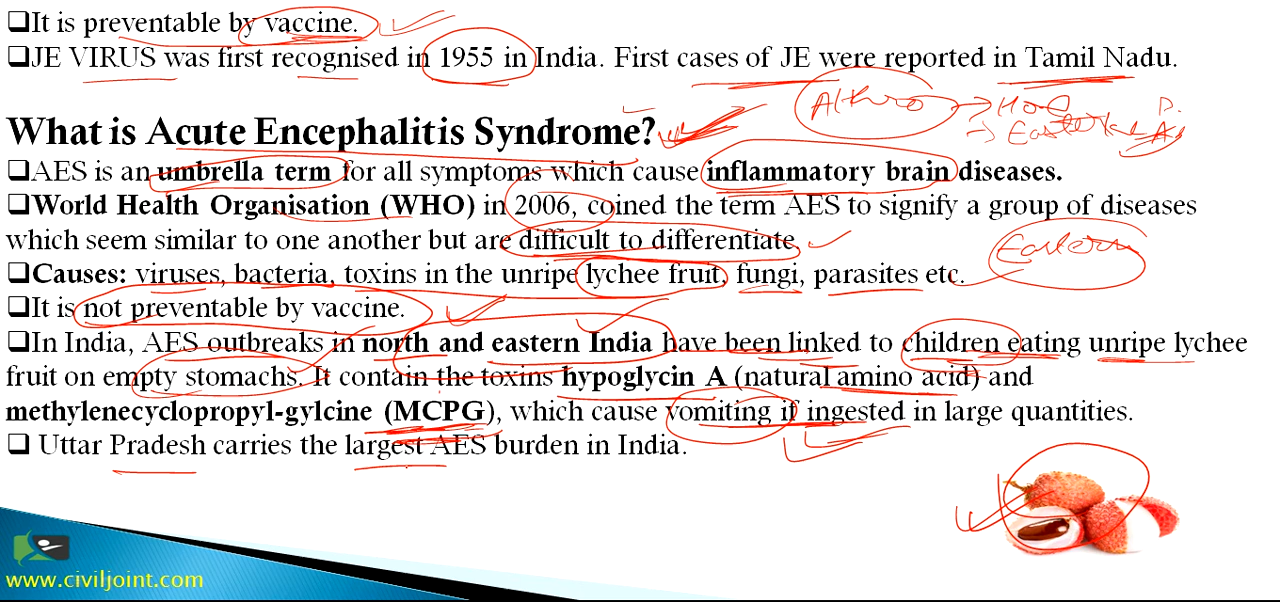 ❑It is preventable by vaccine.
❑JE VIRUS was first recognised in 1955 in India. First cases of JE were reported in Tamil Nadu.
What is Acute Encephalitis Syndrome?
❑AES is an umbrella term for all symptoms which cause inflammatory brain diseases.
❑World Health Organisation (WHO) in 2006, coined the term AES to signify a group of diseases
which seem similar to one another but are difficult to differentiate.
Eastern
❑Causes: viruses, bacteria, toxins in the unripe lychee fruit, fungi, parasites etc.
❑It is not preventable by vaccine.
❑In India, AES outbreaks in north and eastern India have been linked to children eating unripe lychee
fruit on empty stomachs. It contain the toxins hypoglycin A (natural amino acid) and
methylenecyclopropyl-gylcine (MCPG), which cause vomiting if ingested in large quantities.
❑ Uttar Pradesh carries the largest AES burden in India.
www.civiljoint.com